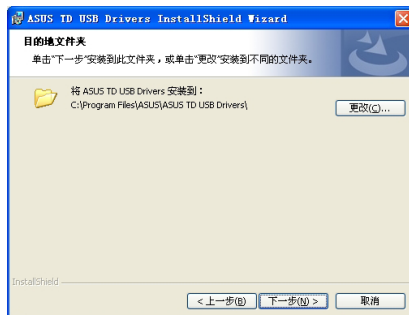 ASUS TD USB Drivers InstallShield Wizard
目的地文件夹
单击“下一步”安装到此文件夹，或单击“更改”安装到不同的文件夹。
将 ASUS TD USB Drivers 安装到：
C:\Program Files\ASUS\ASUS TD USB Drivers\
更改(C)...
InstallShield
< 上一步(B)
下一步(N) >
取消